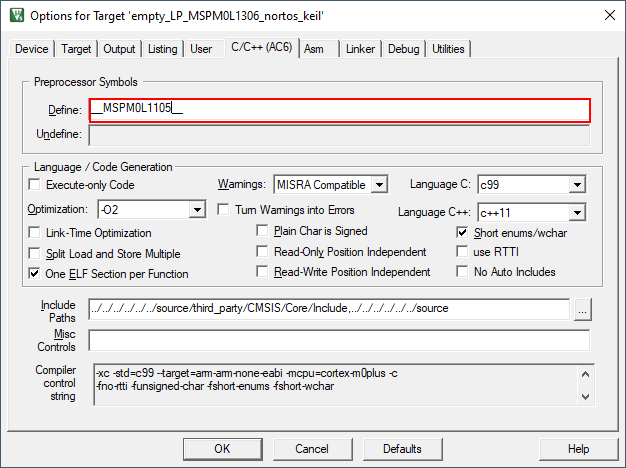 Options for Target 'empty_LP_MSPM0L1306_nortos_keil'
Device Target Output Listing User C/C++ (AC6) Asm Linker Debug Utilities
Preprocessor Symbols
Define: __MSPM0L1105__
Undefine:
Language / Code Generation
Execute-only Code Warnings: MISRA Compatible Language C: c99
Optimization: -O2 Turn Warnings into Errors Language C++: c++11
Link-Time Optimization Plain Char is Signed Short enums/wchar
Split Load and Store Multiple Read-Only Position Independent use RTTI
One ELF Section per Function Read-Write Position Independent No Auto Includes
Include Paths ../../../../../../source/third_party/CMSIS/Core/Include,../../../../../../source ...
Misc Controls
Compiler control string -xc -std=c99 --target=arm-arm-none-eabi -mcpu=cortex-m0plus -c
-fno-rtti -funsigned-char -fshort-enums -fshort-wchar
OK Cancel Defaults Help